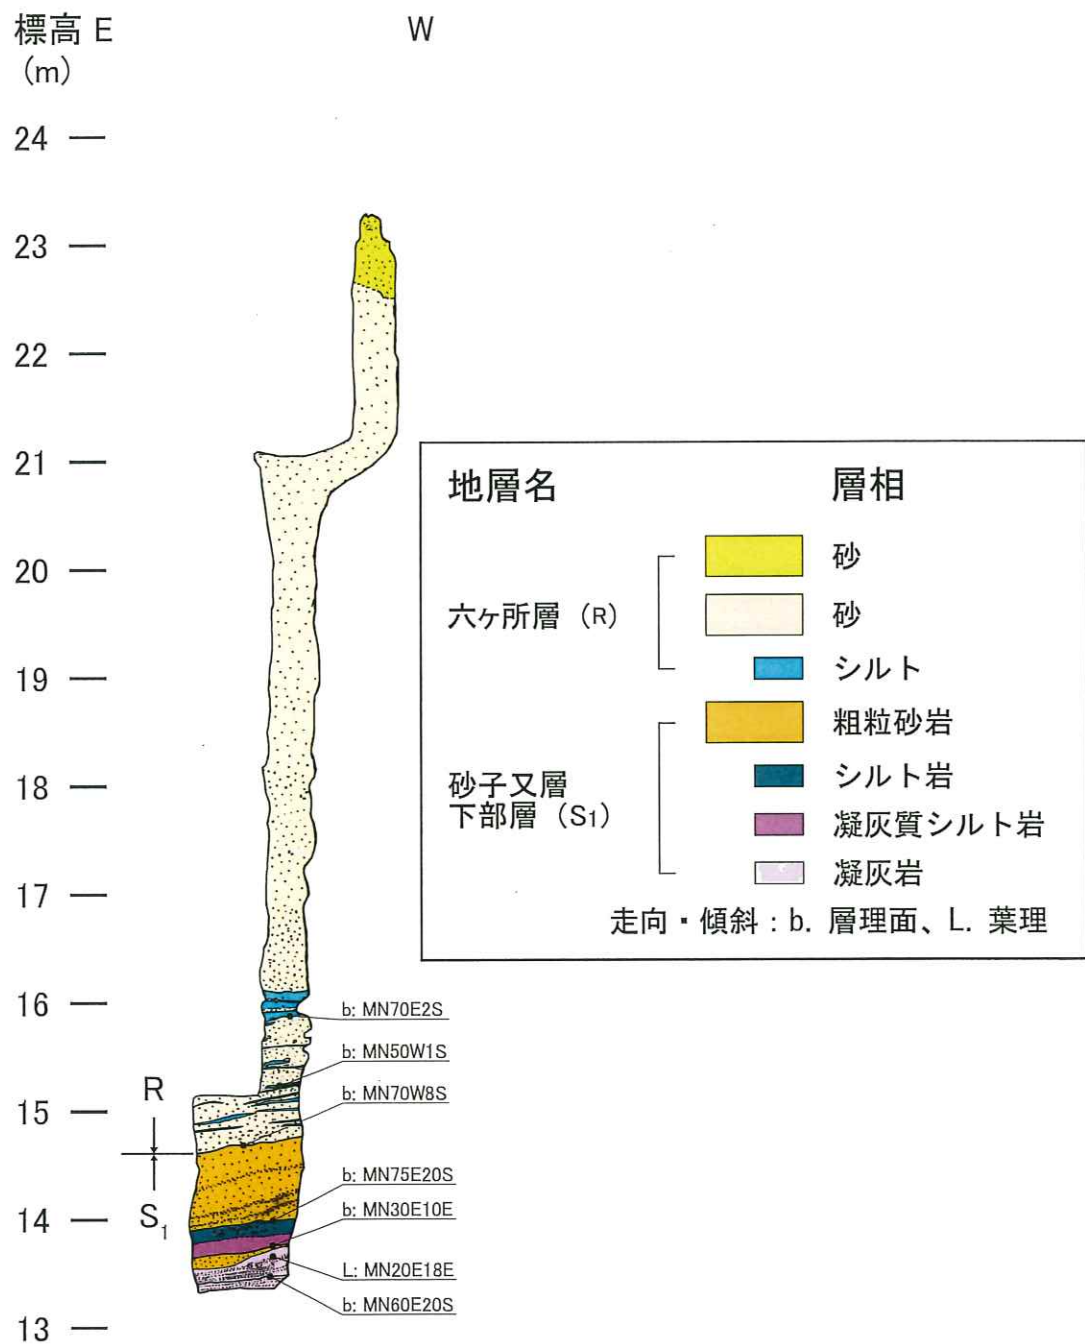 標高 E W
(m)
24
23
22
21
20
19
18
17
16
15
14
13
R
S1
b: MN70E2S
b: MN50W1S
b: MN70W8S
b: MN75E20S
b: MN30E10E
L: MN20E18E
b: MN60E20S
地層名 層相
六ヶ所層 (R)
砂
砂
シルト
砂子又層
下部層 (S1)
粗粒砂岩
シルト岩
凝灰質シルト岩
凝灰岩
走向・傾斜：b. 層理面、L. 葉理